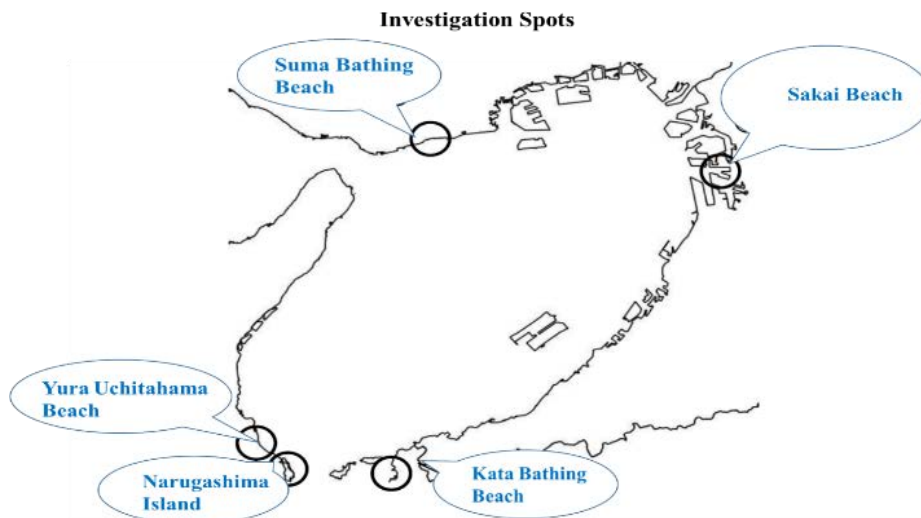 Investigation Spots
Suma Bathing
Beach
Sakai Beach
Yura Uchitahama
Beach
Narugashima
Island
Kata Bathing
Beach